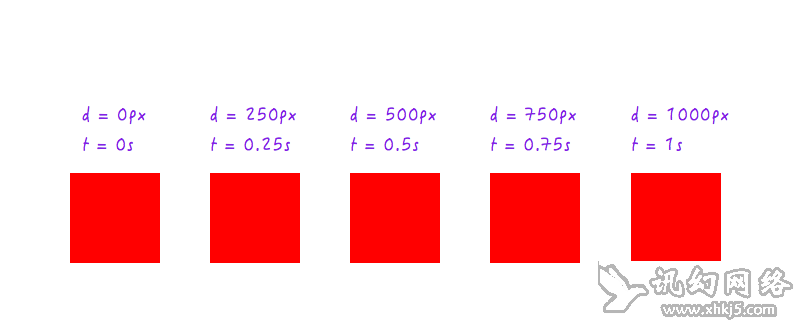 d = 0px
t = 0s
d = 250px
t = 0.25s
d = 500px
t = 0.5s
d = 750px
t = 0.75s
d = 1000px
t = 1s
讯幻网络
www.xhkj5.com